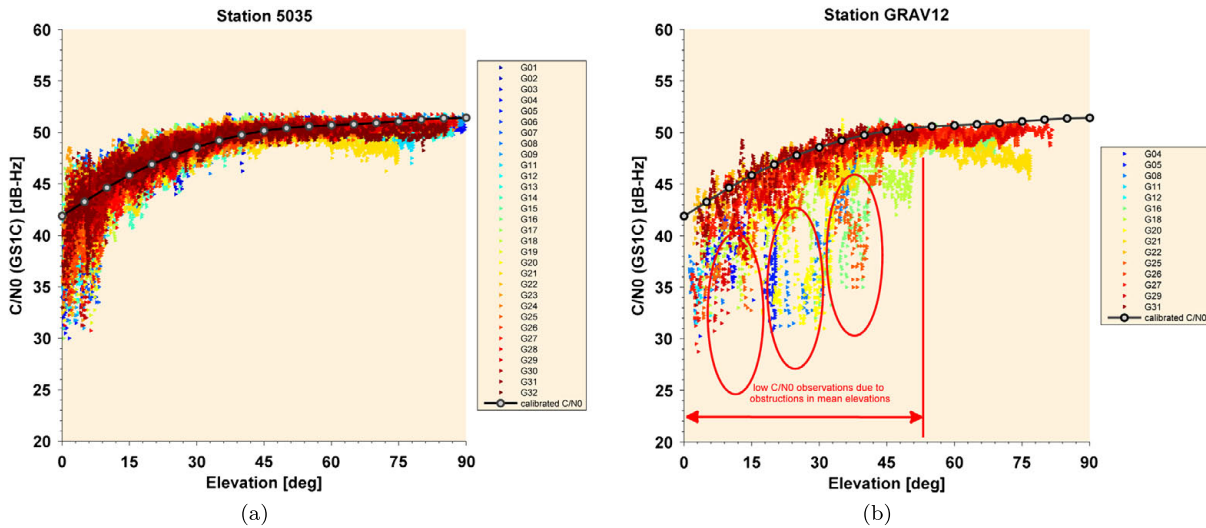 Station 5035
60
55
50
45
40
35
30
25
20
C/N0 (GS1C) [dB-Hz]
0 15 30 45 60 75 90
Elevation [deg]
G01
G02
G03
G04
G05
G06
G07
G08
G09
G11
G12
G13
G14
G15
G16
G17
G18
G19
G20
G21
G22
G23
G24
G25
G26
G27
G28
G29
G30
G31
G32
calibrated C/N0
(a)
Station GRAV12
60
55
50
45
40
35
30
25
20
C/N0 (GS1C) [dB-Hz]
low C/N0 observations due to
obstructions in mean elevations
0 15 30 45 60 75 90
Elevation [deg]
G04
G05
G08
G11
G12
G16
G18
G20
G21
G22
G25
G26
G27
G29
G31
calibrated C/N0
(b)